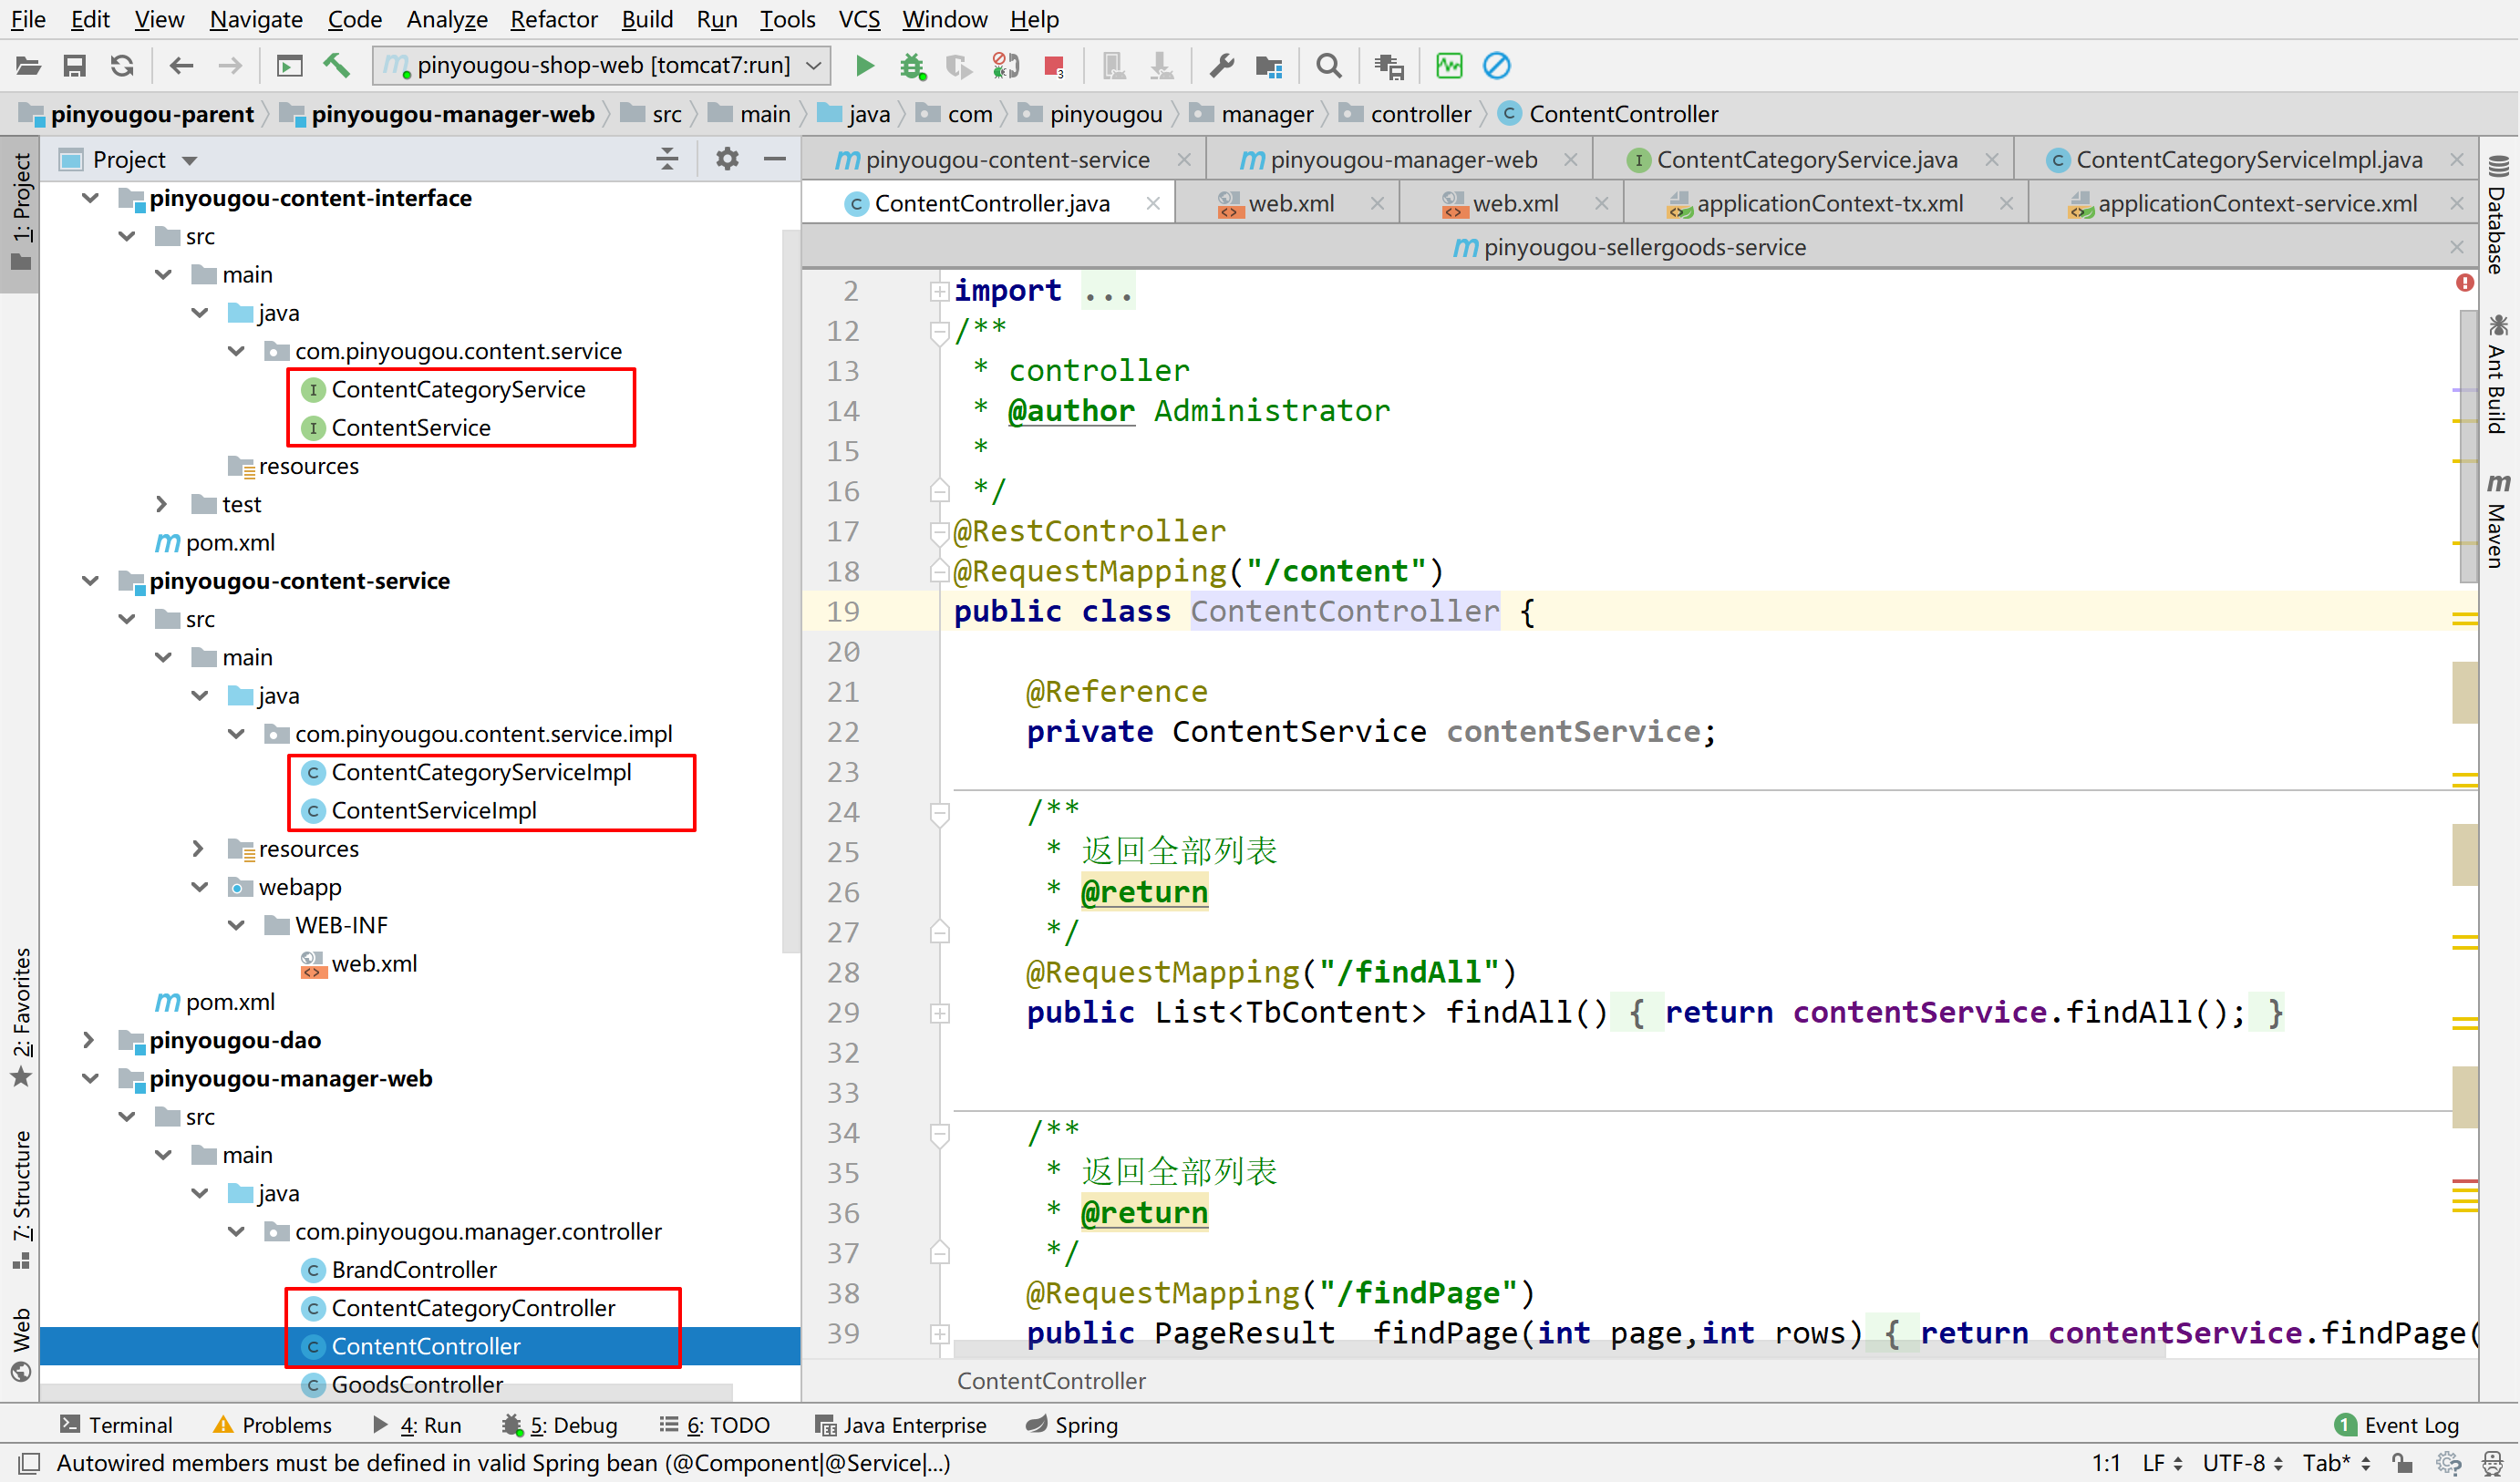 File Edit View Navigate Code Analyze Refactor Build Run Tools VCS Window Help
pinyougou-shop-web [tomcat7:run] 3
pinyougou-parent pinyougou-manager-web src main java com pinyougou manager controller ContentController
Project
pinyougou-content-service pinyougou-manager-web ContentCategoryService.java ContentCategoryServiceImpl.java
ContentController.java web.xml web.xml applicationContext-tx.xml applicationContext-service.xml
pinyougou-sellergoods-service
1: Project
2: Favorites
7: Structure
Web
pinyougou-content-interface
src
main
java
com.pinyougou.content.service
ContentCategoryService
ContentService
resources
test
pom.xml
pinyougou-content-service
src
main
java
com.pinyougou.content.service.impl
ContentCategoryServiceImpl
ContentServiceImpl
resources
webapp
WEB-INF
web.xml
pom.xml
pinyougou-dao
pinyougou-manager-web
src
main
java
com.pinyougou.manager.controller
BrandController
ContentCategoryController
ContentController
GoodsController
2 import ...
12 /**
13 * controller
14 * @author Administrator
15 *
16 */
17 @RestController
18 @RequestMapping("/content")
19 public class ContentController {
20
21 @Reference
22 private ContentService contentService;
23
24 /**
25 * 返回全部列表
26 * @return
27 */
28 @RequestMapping("/findAll")
29 public List<TbContent> findAll() { return contentService.findAll(); }
32
33
34 /**
35 * 返回全部列表
36 * @return
37 */
38 @RequestMapping("/findPage")
39 public PageResult findPage(int page,int rows) { return contentService.findPage(
ContentController
Database
Ant Build
Maven
Terminal Problems 4: Run 5: Debug 6: TODO Java Enterprise Spring 1 Event Log
Autowired members must be defined in valid Spring bean (@Component|@Service|...) 1:1 LF UTF-8 Tab*